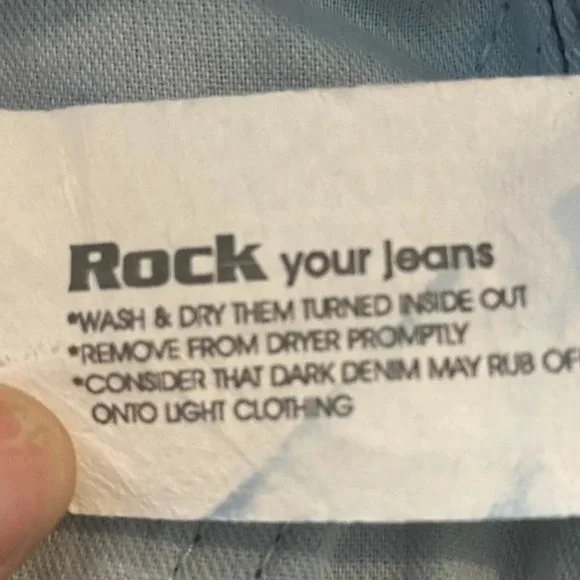 Rock your Jeans
*WASH & DRY THEM TURNED INSIDE OUT
*REMOVE FROM DRYER PROMPTLY
*CONSIDER THAT DARK DENIM MAY RUB OFF
ONTO LIGHT CLOTHING